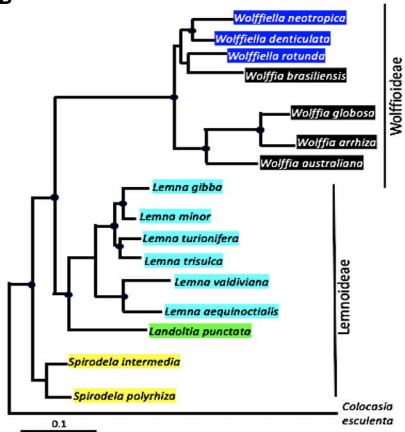 Wolffiella neotropica
Wolffiella denticulata
Wolffiella rotunda
Wolffia brasiliensis
Wolffia globosa
Wolffia arrhiza
Wolffia australiana
Wolffioideae
Lemna gibba
Lemna minor
Lemna turionifera
Lemna trisulca
Lemna valdiviana
Lemna aequinoctialis
Landoltia punctata
Lemnoideae
Spirodela intermedia
Spirodela polyrhiza
Colocasia
esculenta
0.1